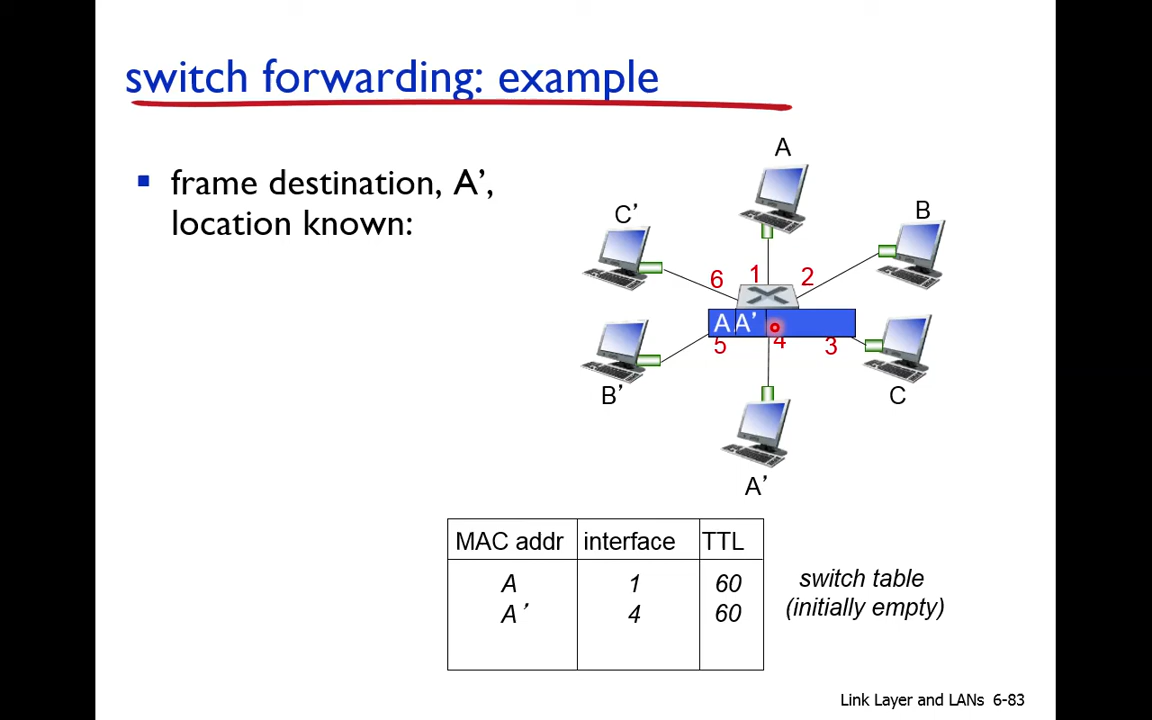 switch forwarding: example
▪ frame destination, A’,
location known:
A
B
C’
6 1 2
A A’
5 4 3
B’
C
A’
MAC addr interface TTL
A 1 60
A’ 4 60
switch table
(initially empty)
Link Layer and LANs 6-83